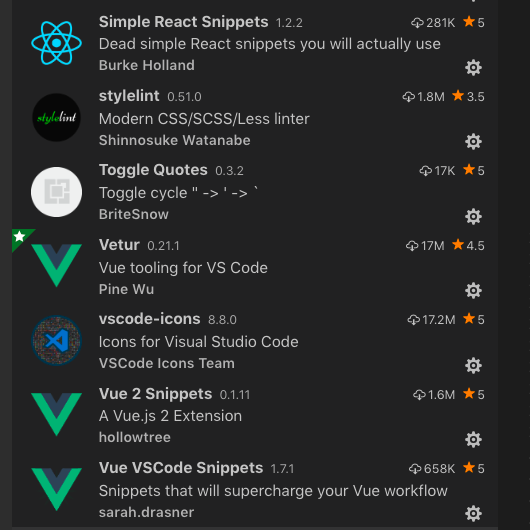 Simple React Snippets 1.2.2 281K 5
Dead simple React snippets you will actually use
Burke Holland
stylelint 0.51.0 1.8M 3.5
stylelint
Modern CSS/SCSS/Less linter
Shinnosuke Watanabe
Toggle Quotes 0.3.2 17K 5
Toggle cycle " -> ' -> `
BriteSnow
Vetur 0.21.1 17M 4.5
Vue tooling for VS Code
Pine Wu
vscode-icons 8.8.0 17.2M 5
Icons for Visual Studio Code
VSCode Icons Team
Vue 2 Snippets 0.1.11 1.6M 5
A Vue.js 2 Extension
hollowtree
Vue VSCode Snippets 1.7.1 658K 5
Snippets that will supercharge your Vue workflow
sarah.drasner